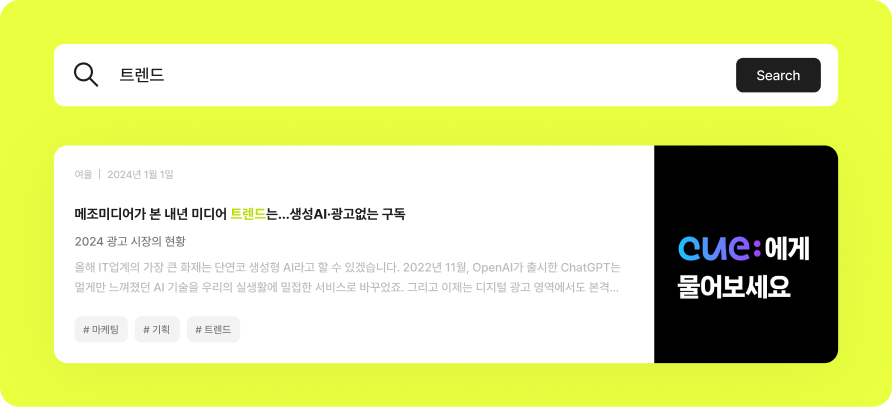 트렌드
Search
여울 | 2024년 1월 1일
메조미디어가 본 내년 미디어 트렌드는...생성AI·광고없는 구독
2024 광고 시장의 현황
올해 IT업계의 가장 큰 화제는 단연코 생성형 AI라고 할 수 있겠습니다. 2022년 11월, OpenAI가 출시한 ChatGPT는
멀게만 느껴졌던 AI 기술을 우리의 실생활에 밀접한 서비스로 바꾸었죠. 그리고 이제는 디지털 광고 영역에서도 본격...
# 마케팅
# 기획
# 트렌드
cue:에게
물어보세요